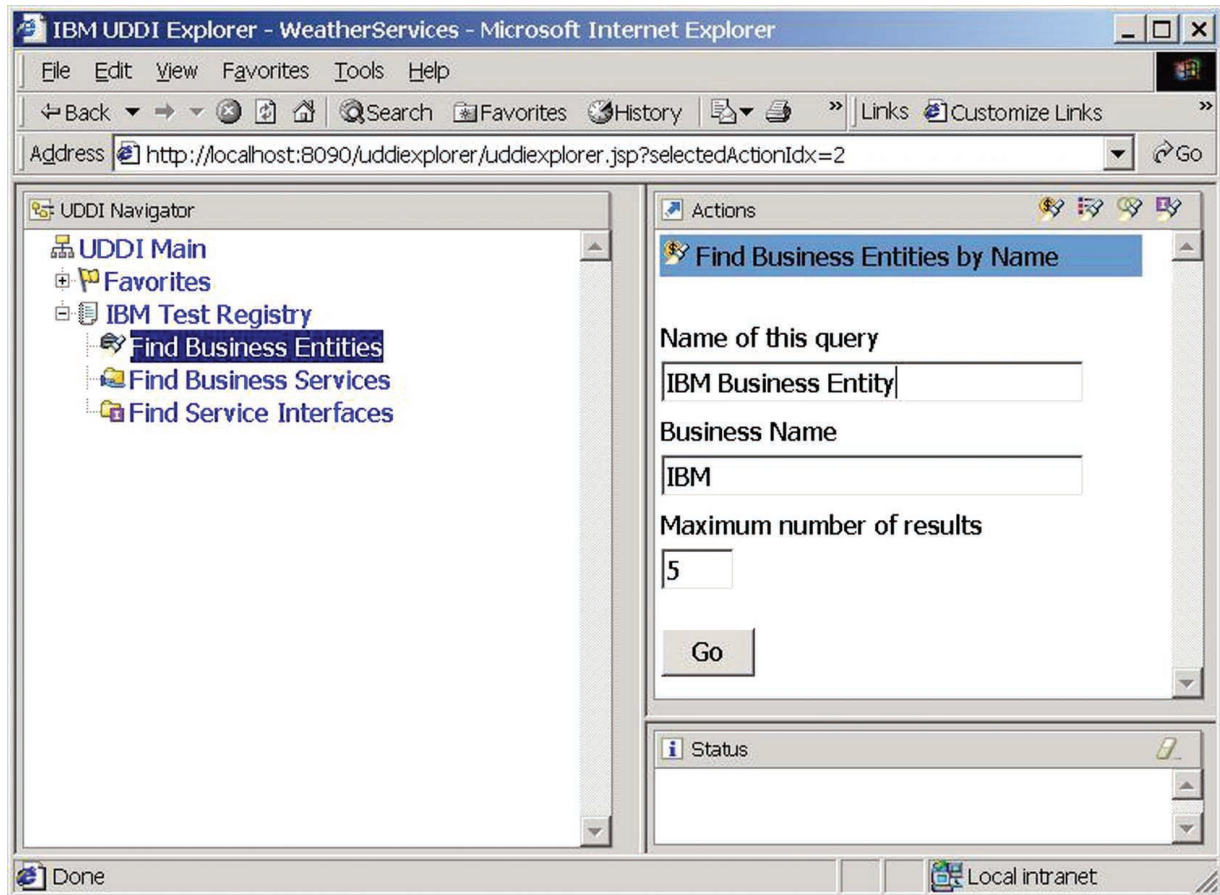 IBM UDDI Explorer - WeatherServices - Microsoft Internet Explorer
File Edit View Favorites Tools Help
Back Search Favorites History » Links Customize Links »
Address http://localhost:8090/uddiexplorer/uddiexplorer.jsp?selectedActionIdx=2 Go
UDDI Navigator
UDDI Main
Favorites
IBM Test Registry
Find Business Entities
Find Business Services
Find Service Interfaces
Actions
Find Business Entities by Name
Name of this query
IBM Business Entity
Business Name
IBM
Maximum number of results
5
Go
Status
Done
Local intranet